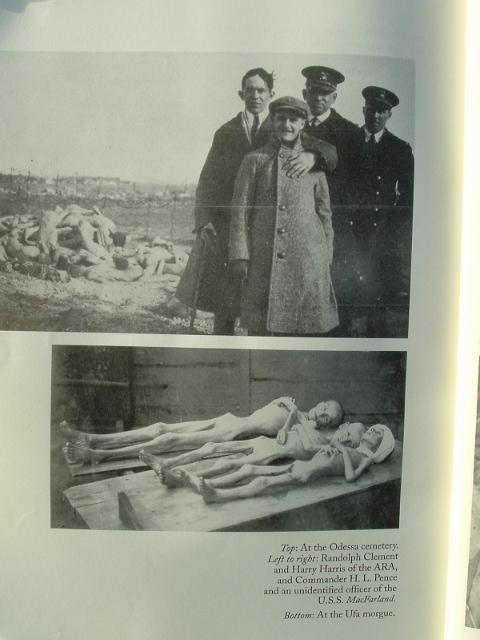 Top: At the Odessa cemetery.
Left to right: Randolph Clement
and Harry Harris of the ARA,
and Commander H. L. Pence
and an unidentified officer of the
U.S.S. MacFarland.
Bottom: At the Ufa morgue.